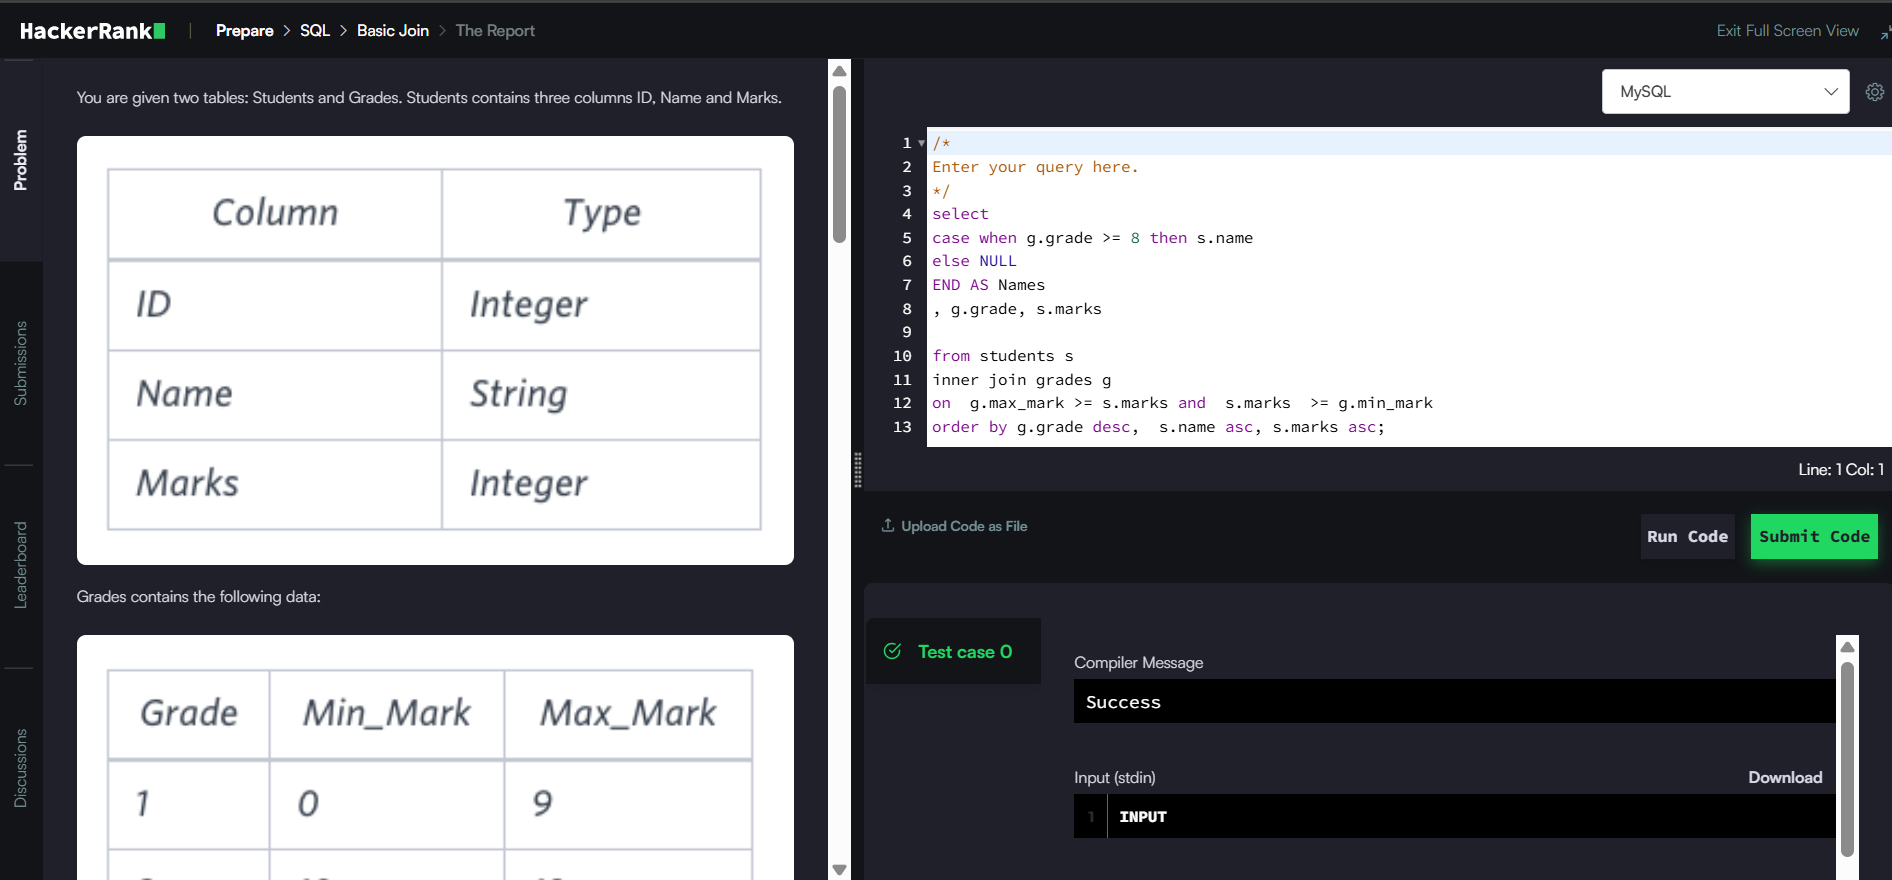 HackerRank
Prepare > SQL > Basic Join > The Report
Exit Full Screen View
Problem
Submissions
Leaderboard
Discussions
You are given two tables: Students and Grades. Students contains three columns ID, Name and Marks.
Column Type
ID Integer
Name String
Marks Integer
Grades contains the following data:
Grade Min_Mark Max_Mark
1 0 9
MySQL
1 /*
2 Enter your query here.
3 */
4 select
5 case when g.grade >= 8 then s.name
6 else NULL
7 END AS Names
8 , g.grade, s.marks
9
10 from students s
11 inner join grades g
12 on  g.max_mark >= s.marks and  s.marks  >= g.min_mark
13 order by g.grade desc,  s.name asc, s.marks asc;
Line: 1 Col: 1
Upload Code as File
Run Code
Submit Code
Test case 0
Compiler Message
Success
Input (stdin)
Download
1 INPUT